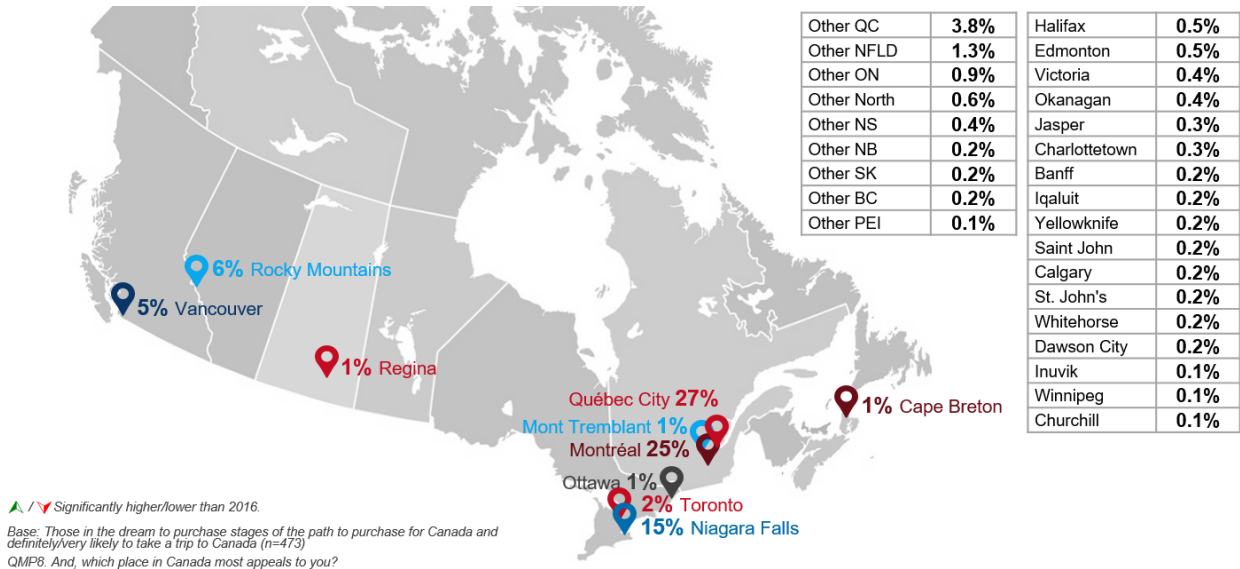 Other QC 3.8%
Other NFLD 1.3%
Other ON 0.9%
Other North 0.6%
Other NS 0.4%
Other NB 0.2%
Other SK 0.2%
Other BC 0.2%
Other PEI 0.1%
Halifax 0.5%
Edmonton 0.5%
Victoria 0.4%
Okanagan 0.4%
Jasper 0.3%
Charlottetown 0.3%
Banff 0.2%
Iqaluit 0.2%
Yellowknife 0.2%
Saint John 0.2%
Calgary 0.2%
St. John's 0.2%
Whitehorse 0.2%
Dawson City 0.2%
Inuvik 0.1%
Winnipeg 0.1%
Churchill 0.1%
6% Rocky Mountains
5% Vancouver
1% Regina
Québec City 27%
Mont Tremblant 1%
Montréal 25%
1% Cape Breton
Ottawa 1%
2% Toronto
15% Niagara Falls
/ Significantly higher/lower than 2016.
Base: Those in the dream to purchase stages of the path to purchase for Canada and
definitely/very likely to take a trip to Canada (n=473)
QMP8. And, which place in Canada most appeals to you?